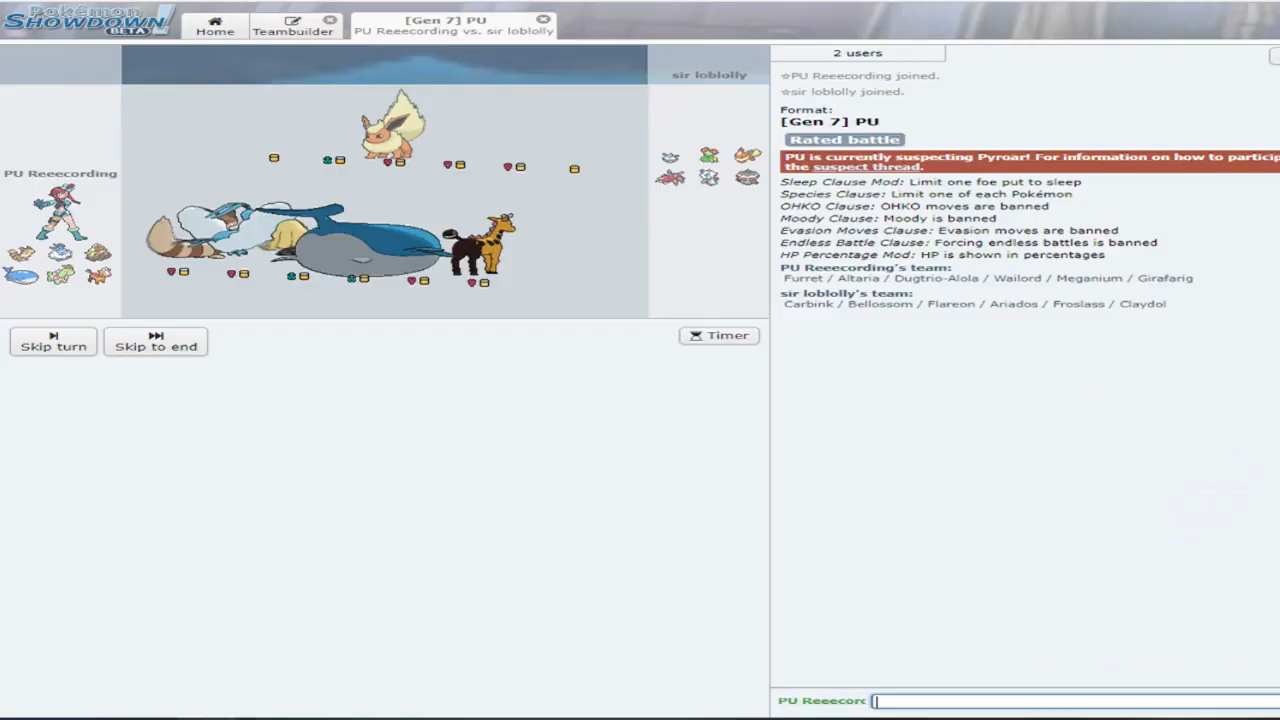 Pokémon
SHOWDOWN!
BETA
Home
Teambuilder
[Gen 7] PU
PU Reeecording vs. sir loblolly
sir loblolly
PU Reeecording
Skip turn
Skip to end
Timer
2 users
☆PU Reeecording joined.
☆sir loblolly joined.
Format:
[Gen 7] PU
Rated battle
PU is currently suspecting Pyroar! For information on how to particip
the suspect thread.
Sleep Clause Mod: Limit one foe put to sleep
Species Clause: Limit one of each Pokémon
OHKO Clause: OHKO moves are banned
Moody Clause: Moody is banned
Evasion Moves Clause: Evasion moves are banned
Endless Battle Clause: Forcing endless battles is banned
HP Percentage Mod: HP is shown in percentages
PU Reeecording's team:
Furret / Altaria / Dugtrio-Alola / Wailord / Meganium / Girafarig
sir loblolly's team:
Carbink / Bellossom / Flareon / Ariados / Froslass / Claydol
PU Reeecorc